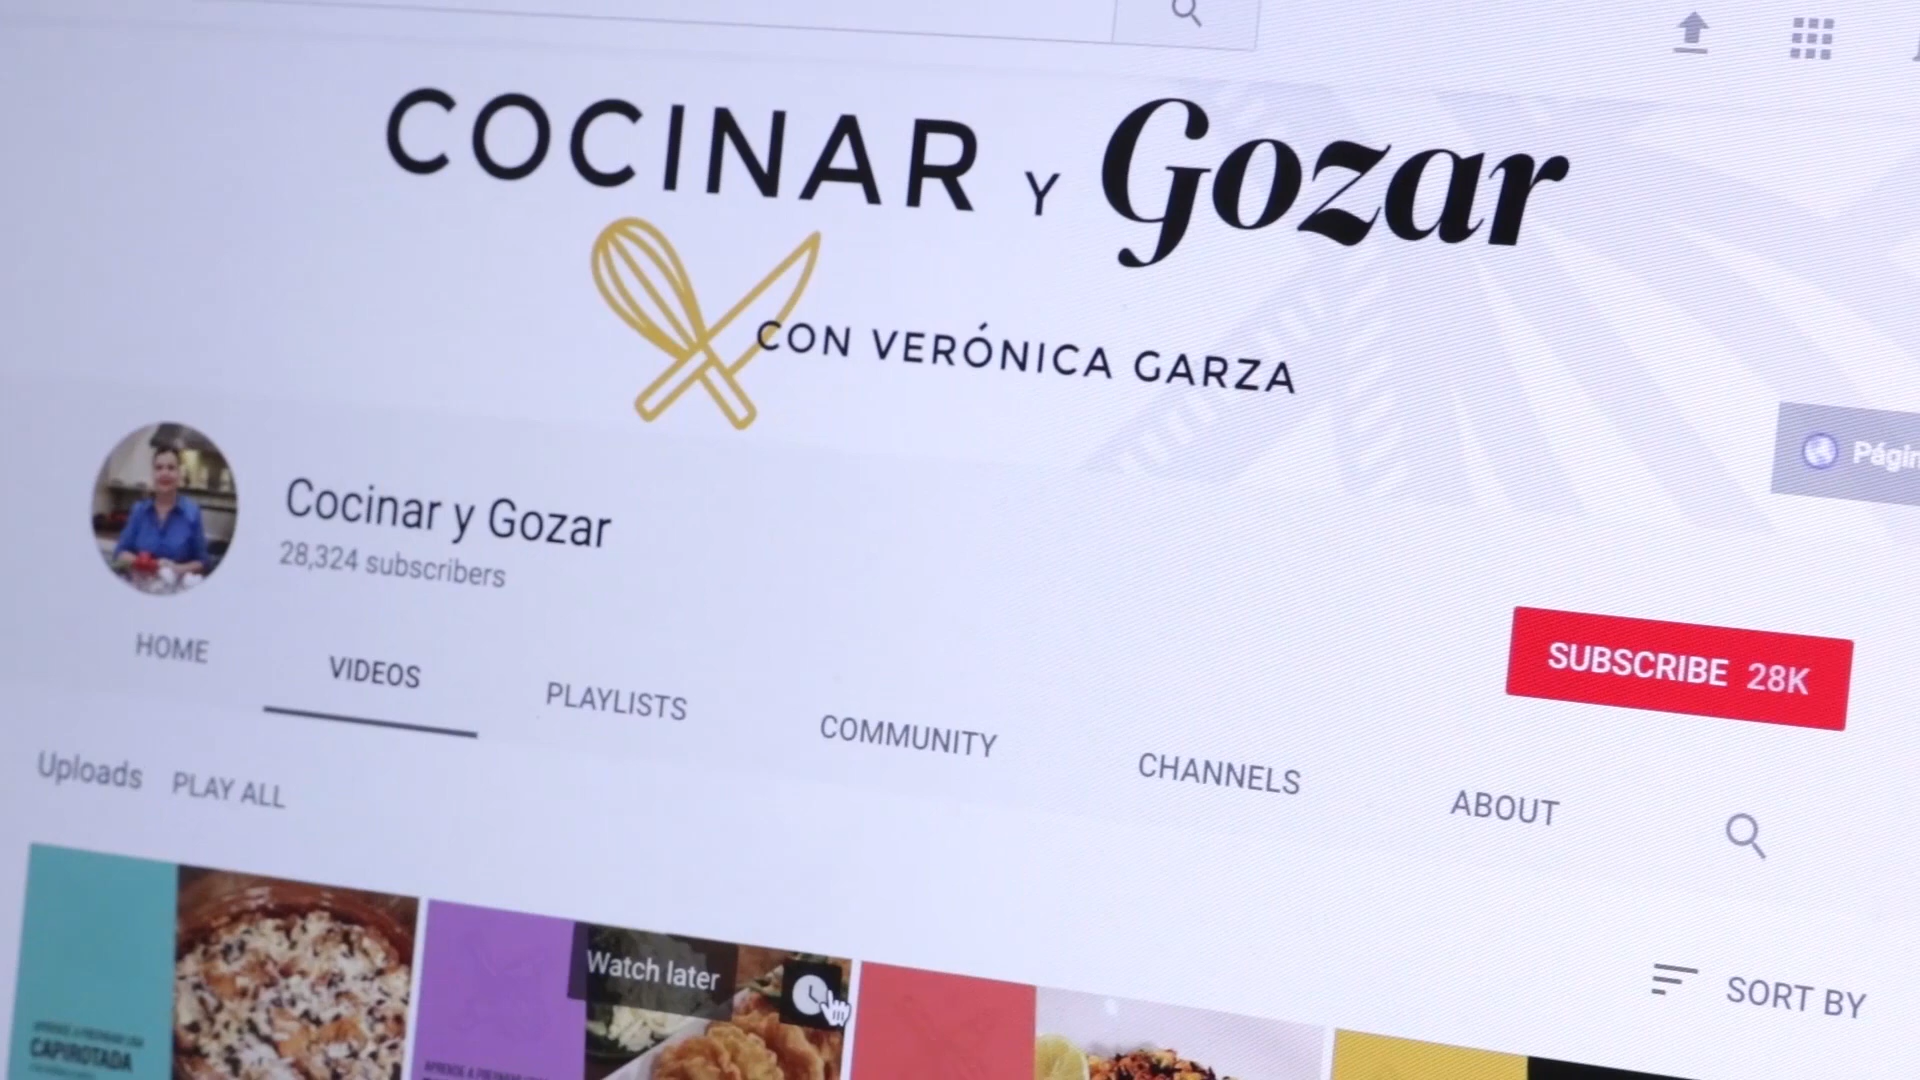 COCINAR Y Gozar
CON VERÓNICA GARZA
Cocinar y Gozar
28,324 subscribers
SUBSCRIBE 28K
HOME
VIDEOS
PLAYLISTS
COMMUNITY
CHANNELS
ABOUT
Uploads
PLAY ALL
SORT BY
Watch later
CAPIROTADA